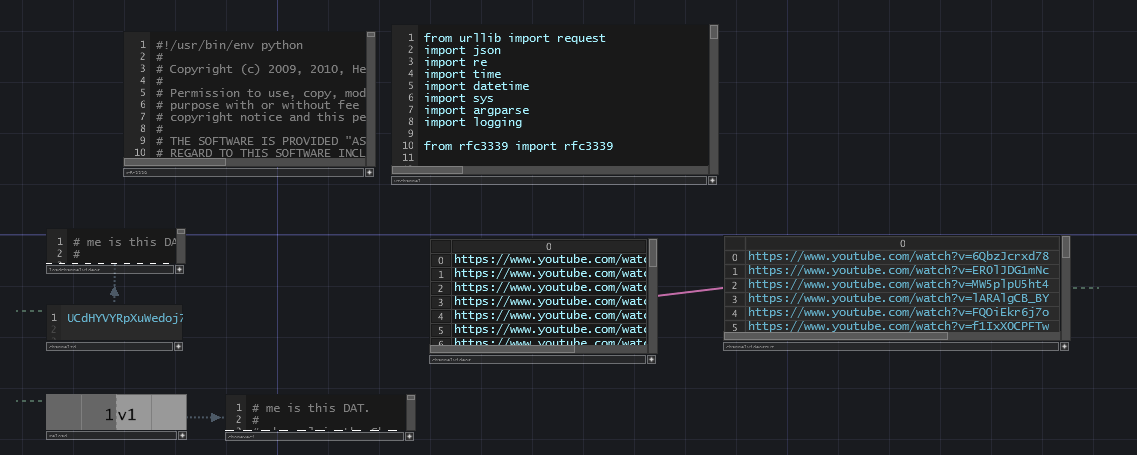 1 #!/usr/bin/env python
2 #
3 # Copyright (c) 2009, 2010, He
4 #
5 # Permission to use, copy, mod
6 # purpose with or without fee
7 # copyright notice and this pe
8 #
9 # THE SOFTWARE IS PROVIDED "AS
10 # REGARD TO THIS SOFTWARE INCL
1 from urllib import request
2 import json
3 import re
4 import time
5 import datetime
6 import sys
7 import argparse
8 import logging
9
10 from rfc3339 import rfc3339
11
1 # me is this DA
2 #
1 UCdHYVYRpXuWedoj7
2
channelid
0
0 https://www.youtube.com/watc
1 https://www.youtube.com/watc
2 https://www.youtube.com/watc
3 https://www.youtube.com/watc
4 https://www.youtube.com/watc
5 https://www.youtube.com/watc
6 https://www.youtube.com/watc
channelvideos
0
0 https://www.youtube.com/watch?v=6QbzJcrxd78
1 https://www.youtube.com/watch?v=EROlJDG1mNc
2 https://www.youtube.com/watch?v=MW5plpU5ht4
3 https://www.youtube.com/watch?v=lARAlgCB_BY
4 https://www.youtube.com/watch?v=FQOiEkr6j7o
5 https://www.youtube.com/watch?v=f1IxXOCPFTw
1 v1
reload
1 # me is this DAT.
2 #